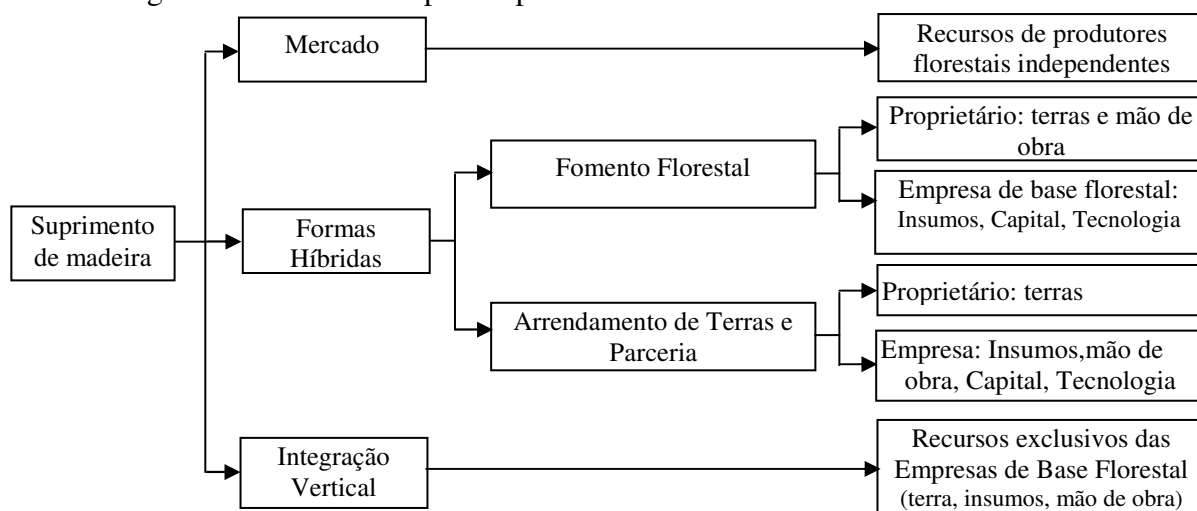 Mercado
Recursos de produtores
florestais independentes
Proprietário: terras e mão de
obra
Fomento Florestal
Empresa de base florestal:
Insumos, Capital, Tecnologia
Suprimento
de madeira
Formas
Híbridas
Proprietário: terras
Arrendamento de Terras e
Parceria
Empresa: Insumos,mão de
obra, Capital, Tecnologia
Integração
Vertical
Recursos exclusivos das
Empresas de Base Florestal
(terra, insumos, mão de obra)